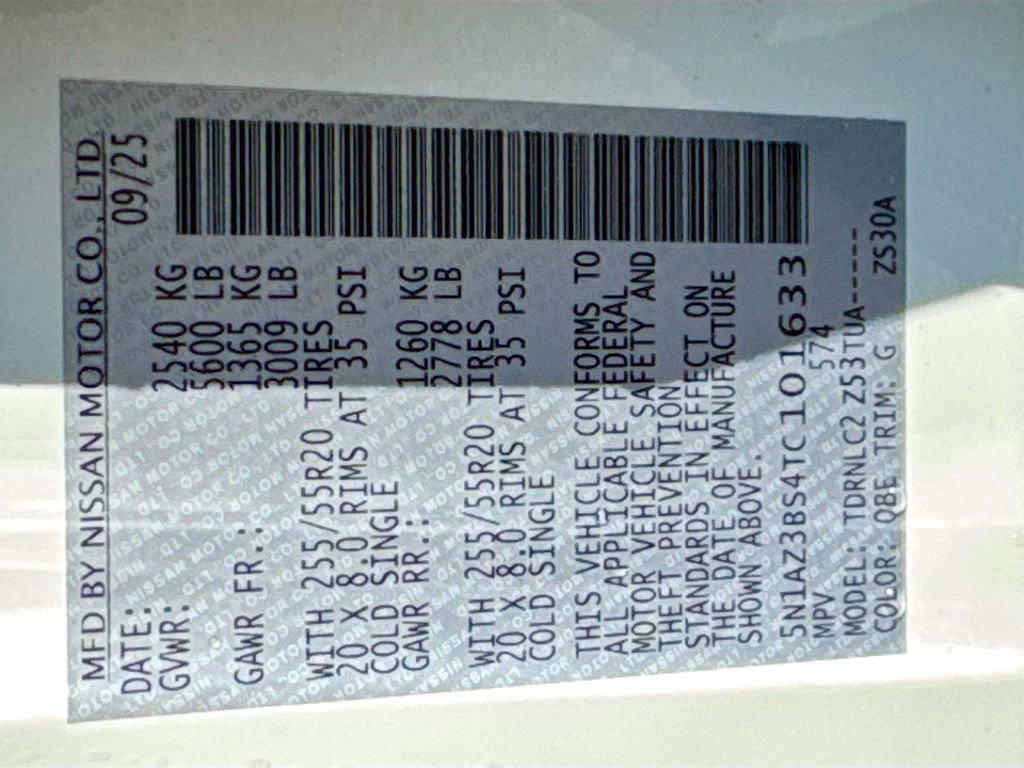 MFD BY NISSAN MOTOR CO., LTD.
DATE: 09/25
GVWR: 2540 KG
5600 LB
GAWR FR.: 1365 KG
3009 LB
WITH 255/55R20 TIRES
20 X 8.0 RIMS AT 35 PSI
COLD SINGLE
GAWR RR.: 1260 KG
2778 LB
WITH 255/55R20 TIRES
20 X 8.0 RIMS AT 35 PSI
COLD SINGLE
THIS VEHICLE CONFORMS TO
ALL APPLICABLE FEDERAL
MOTOR VEHICLE SAFETY AND
THEFT PREVENTION
STANDARDS IN EFFECT ON
THE DATE OF MANUFACTURE
SHOWN ABOVE.
5N1AZ3BS4TC101633
MPV 574
MODEL: TDRNLC2 Z53TUA-----
COLOR: QBE TRIM: G ZS30A